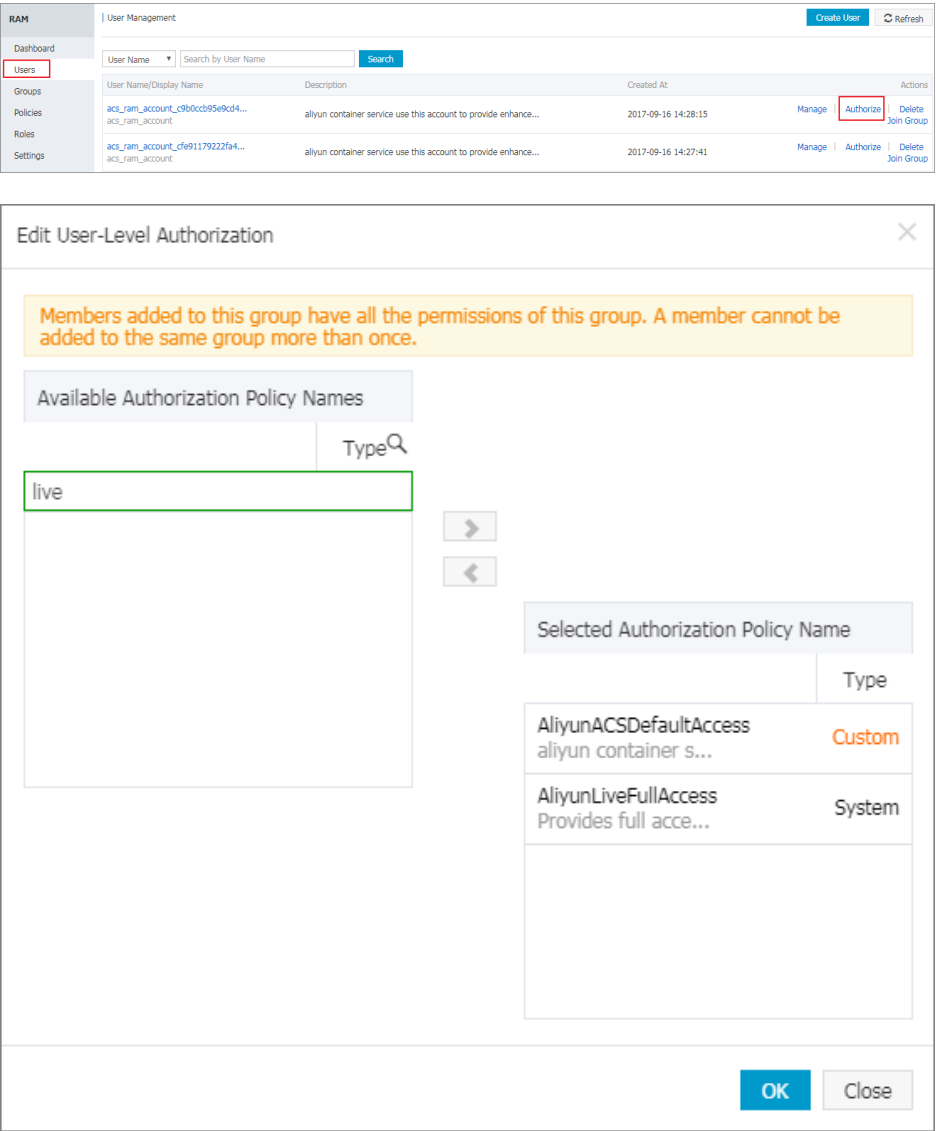 RAM
User Management
Create User
Refresh
Dashboard
Users
Groups
Policies
Roles
Settings
User Name
Search by User Name
Search
User Name/Display Name Description Created At Actions
acs_ram_account_c9b0ccb95e9cd4... aliyun container service use this account to provide enhance... 2017-09-16 14:28:15 Manage Authorize Delete
acs_ram_account Join Group
acs_ram_account_cfe91179222fa4... aliyun container service use this account to provide enhance... 2017-09-16 14:27:41 Manage Authorize Delete
acs_ram_account Join Group
Edit User-Level Authorization
Members added to this group have all the permissions of this group. A member cannot be
added to the same group more than once.
Available Authorization Policy Names
Type
live
Selected Authorization Policy Name
Type
AliyunACSDefaultAccess Custom
aliyun container s...
AliyunLiveFullAccess System
Provides full acce...
OK
Close